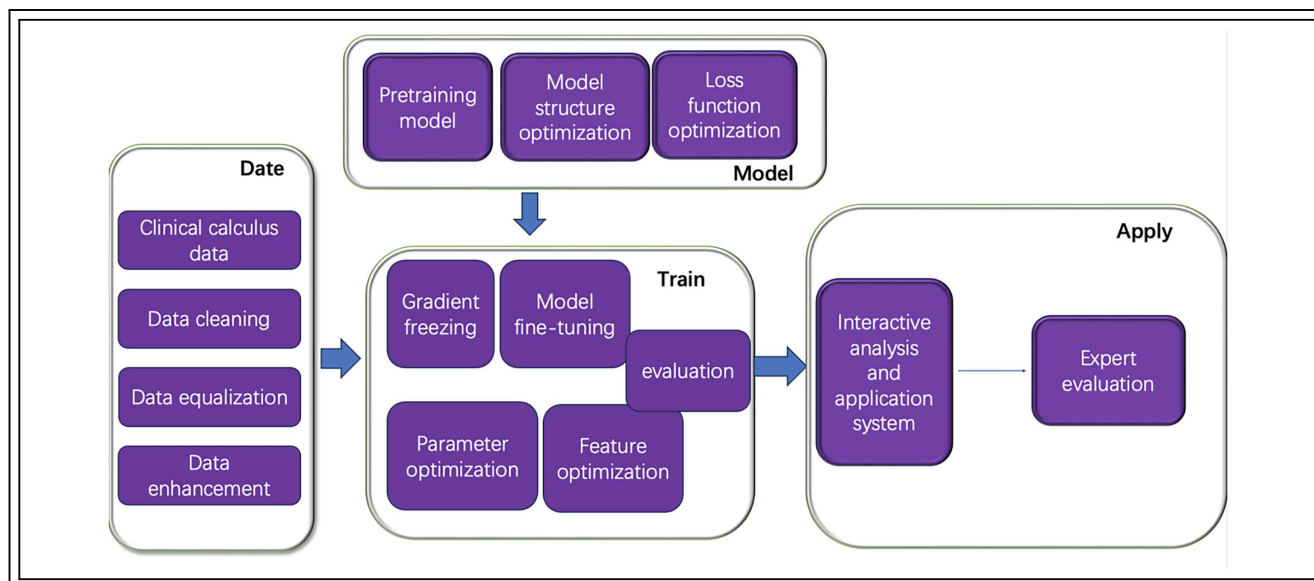 Pretraining
model
Model
structure
optimization
Loss
function
optimization
Model
Date
Clinical calculus
data
Data cleaning
Data equalization
Data
enhancement
Train
Gradient
freezing
Model
fine-tuning
evaluation
Parameter
optimization
Feature
optimization
Apply
Interactive
analysis
and
application
system
Expert
evaluation